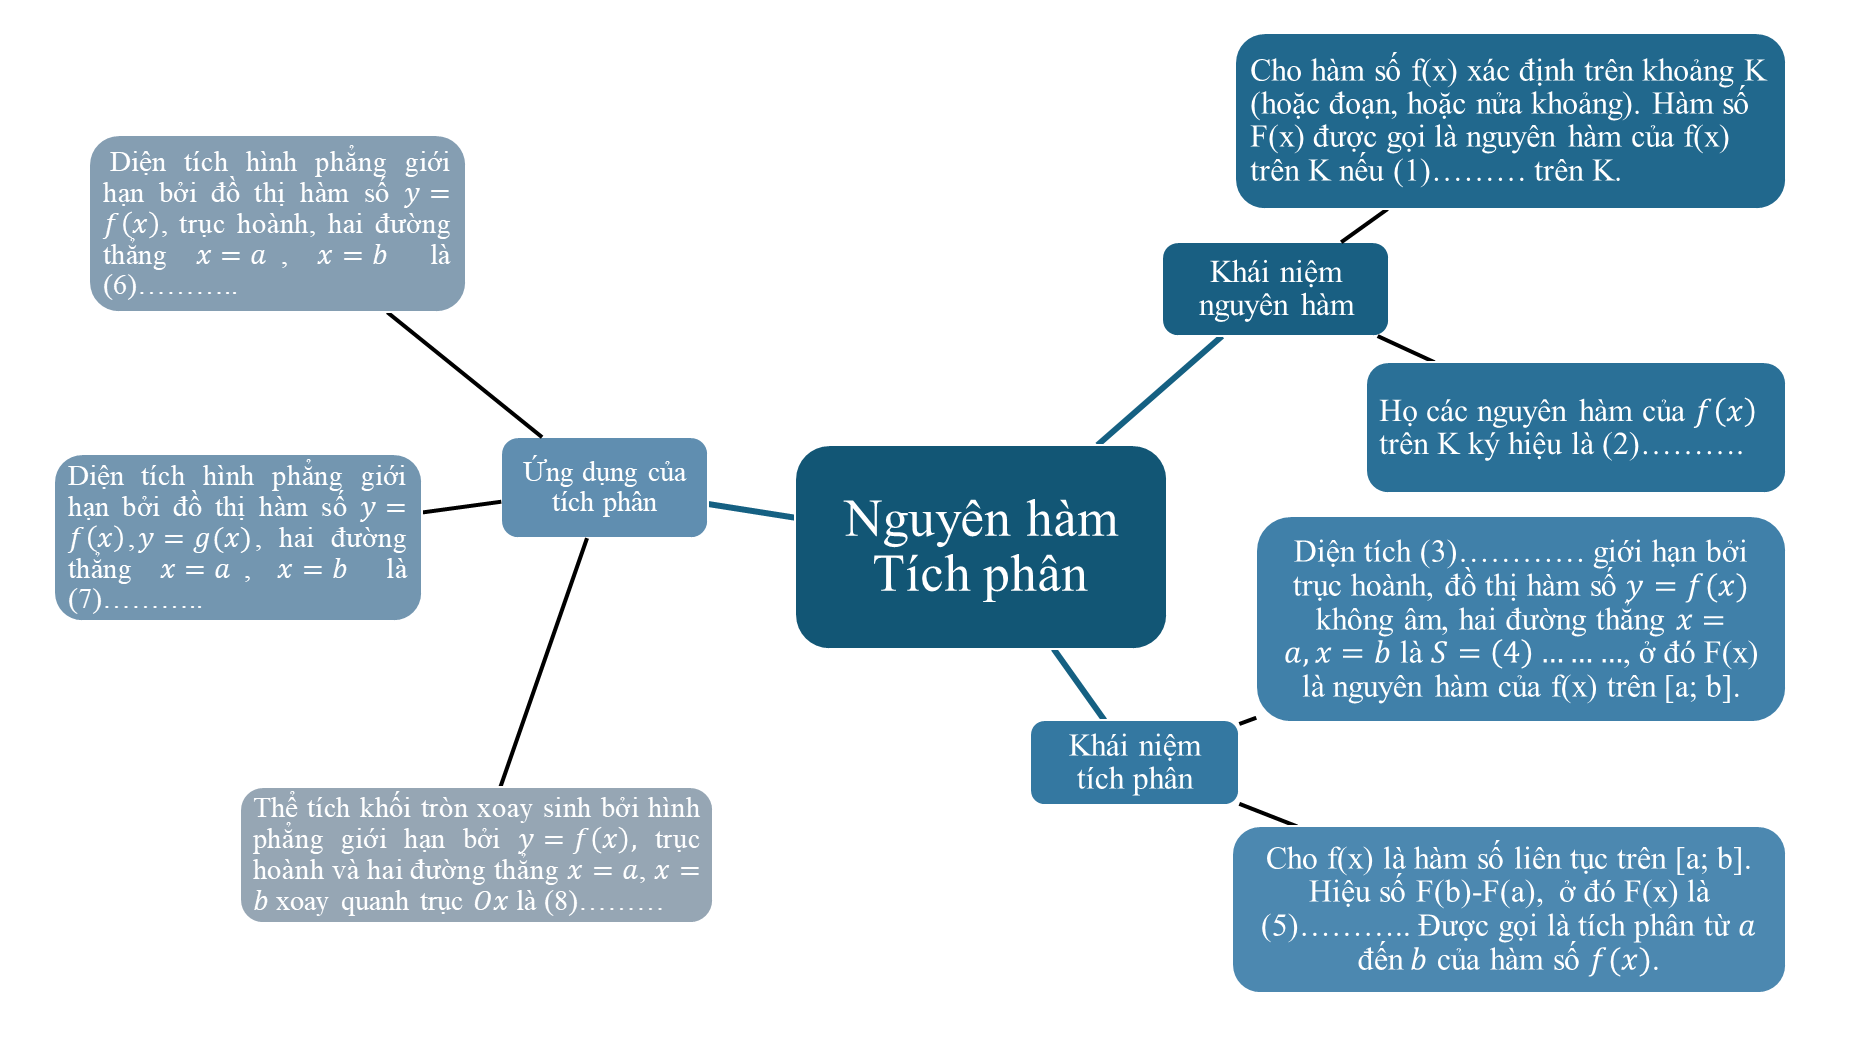 Nguyên hàm
Tích phân
Khái niệm
nguyên hàm
Cho hàm số f(x) xác định trên khoảng K
(hoặc đoạn, hoặc nửa khoảng). Hàm số
F(x) được gọi là nguyên hàm của f(x)
trên K nếu (1)……… trên K.
Họ các nguyên hàm của 𝑓(𝑥)
trên K ký hiệu là (2)……….
Khái niệm
tích phân
Diện tích (3)………… giới hạn bởi
trục hoành, đồ thị hàm số 𝑦 = 𝑓(𝑥)
không âm, hai đường thẳng 𝑥 =
𝑎, 𝑥 = 𝑏 là 𝑆 = (4) … … …, ở đó F(x)
là nguyên hàm của f(x) trên [a; b].
Cho f(x) là hàm số liên tục trên [a; b].
Hiệu số F(b)-F(a), ở đó F(x) là
(5)……….. Được gọi là tích phân từ 𝑎
đến 𝑏 của hàm số 𝑓(𝑥).
Ứng dụng của
tích phân
Diện tích hình phẳng giới
hạn bởi đồ thị hàm số 𝑦 =
𝑓(𝑥), trục hoành, hai đường
thẳng 𝑥 = 𝑎 , 𝑥 = 𝑏 là
(6)………..
Diện tích hình phẳng giới
hạn bởi đồ thị hàm số 𝑦 =
𝑓(𝑥),𝑦 = 𝑔(𝑥), hai đường
thẳng 𝑥 = 𝑎 , 𝑥 = 𝑏 là
(7)………..
Thể tích khối tròn xoay sinh bởi hình
phẳng giới hạn bởi 𝑦 = 𝑓(𝑥), trục
hoành và hai đường thẳng 𝑥 = 𝑎, 𝑥 =
𝑏 xoay quanh trục 𝑂𝑥 là (8)………